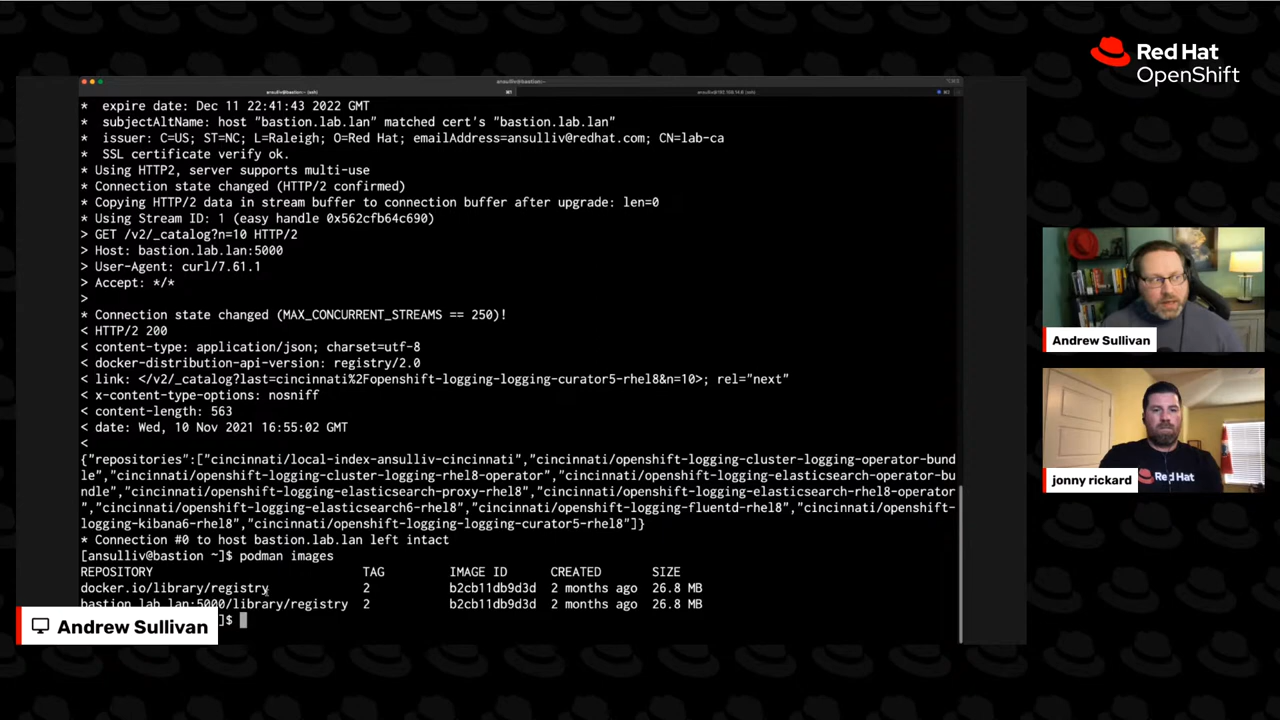 Red Hat
OpenShift
ansulliv@bastion:~
ansulliv@bastion:~ (ssh)
* expire date: Dec 11 22:41:43 2022 GMT
* subjectAltName: host "bastion.lab.lan" matched cert's "bastion.lab.lan"
* issuer: C=US; ST=NC; L=Raleigh; O=Red Hat; emailAddress=ansulliv@redhat.com; CN=lab-ca
* SSL certificate verify ok.
* Using HTTP2, server supports multi-use
* Connection state changed (HTTP/2 confirmed)
* Copying HTTP/2 data in stream buffer to connection buffer after upgrade: len=0
* Using Stream ID: 1 (easy handle 0x562cfb64c690)
> GET /v2/_catalog?n=10 HTTP/2
> Host: bastion.lab.lan:5000
> User-Agent: curl/7.61.1
> Accept: */*
>
* Connection state changed (MAX_CONCURRENT_STREAMS == 250)!
< HTTP/2 200
< content-type: application/json; charset=utf-8
< docker-distribution-api-version: registry/2.0
< link: </v2/_catalog?last=cincinnati%2Fopenshift-logging-logging-curator5-rhel8&n=10>; rel="next"
< x-content-type-options: nosniff
< content-length: 563
< date: Wed, 10 Nov 2021 16:55:02 GMT
<
{"repositories":["cincinnati/local-index-ansulliv-cincinnati","cincinnati/openshift-logging-cluster-logging-operator-bund
le","cincinnati/openshift-logging-cluster-logging-rhel8-operator","cincinnati/openshift-logging-elasticsearch-operator-bu
ndle","cincinnati/openshift-logging-elasticsearch-proxy-rhel8","cincinnati/openshift-logging-elasticsearch-rhel8-operator
","cincinnati/openshift-logging-elasticsearch6-rhel8","cincinnati/openshift-logging-fluentd-rhel8","cincinnati/openshift-
logging-kibana6-rhel8","cincinnati/openshift-logging-logging-curator5-rhel8"]}
* Connection #0 to host bastion.lab.lan left intact
[ansulliv@bastion ~]$ podman images
REPOSITORY TAG IMAGE ID CREATED SIZE
docker.io/library/registry 2 b2cb11db9d3d 2 months ago 26.8 MB
bastion.lab.lan:5000/library/registry 2 b2cb11db9d3d 2 months ago 26.8 MB
]$
Andrew Sullivan
Andrew Sullivan
Red Hat
jonny rickard